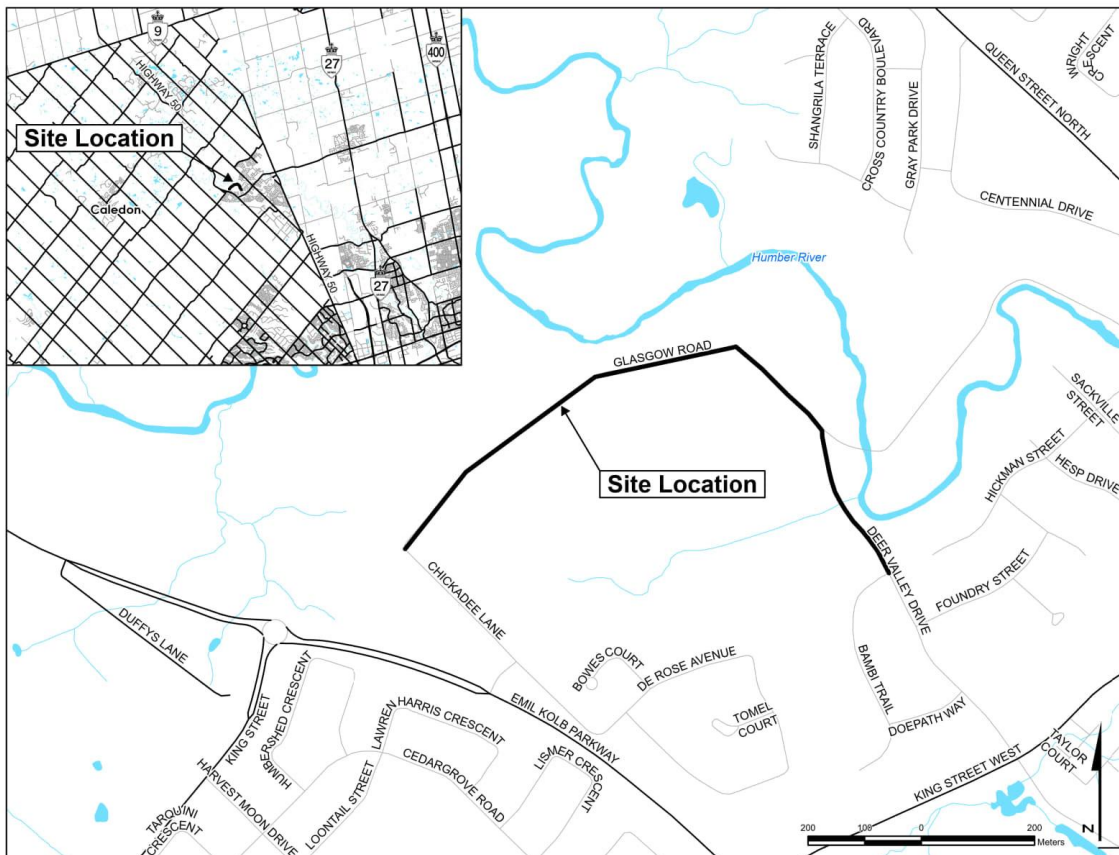 9
HIGHWAY 50
27
400
Site Location
Caledon
HIGHWAY 50
27
SHANGRILA TERRACE
CROSS COUNTRY BOULEVARD
GRAY PARK DRIVE
QUEEN STREET NORTH
WRIGHT
CRESCENT
CENTENNIAL DRIVE
Humber River
GLASGOW ROAD
Site Location
SACKVILLE
STREET
HICKMAN STREET
HESP DRIVE
DEER VALLEY DRIVE
FOUNDRY STREET
CHICKADEE LANE
DUFFYS LANE
BOWES COURT
DE ROSE AVENUE
TOMEL
COURT
BAMBI TRAIL
DOEPATH WAY
EMIL KOLB PARKWAY
KING STREET
HUMBERSHED CRESCENT
LAWREN
HARRIS CRESCENT
LISMER CRESCENT
CEDARGROVE ROAD
LOONTAIL STREET
HARVEST MOON DRIVE
TARQUINI
CRESCENT
KING STREET WEST
TAYLOR
COURT
200 100 0 200
Meters
N